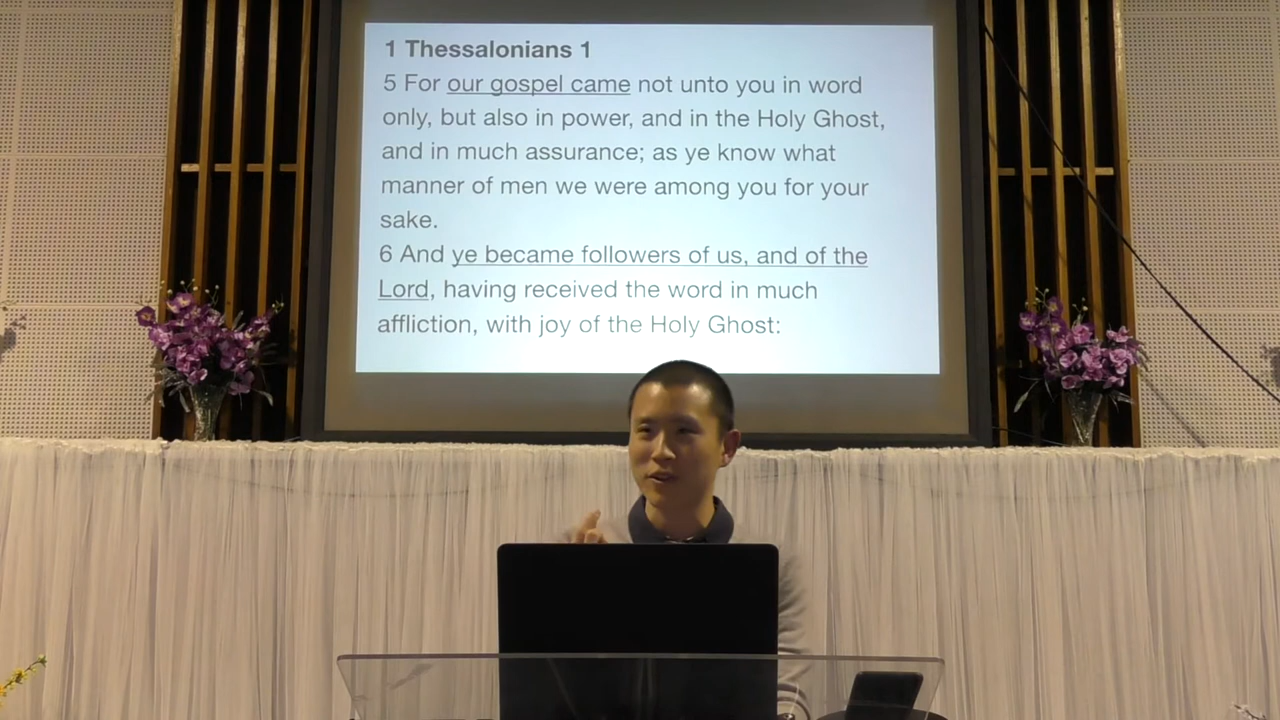 1 Thessalonians 1
5 For our gospel came not unto you in word
only, but also in power, and in the Holy Ghost,
and in much assurance; as ye know what
manner of men we were among you for your
sake.
6 And ye became followers of us, and of the
Lord, having received the word in much
affliction, with joy of the Holy Ghost: